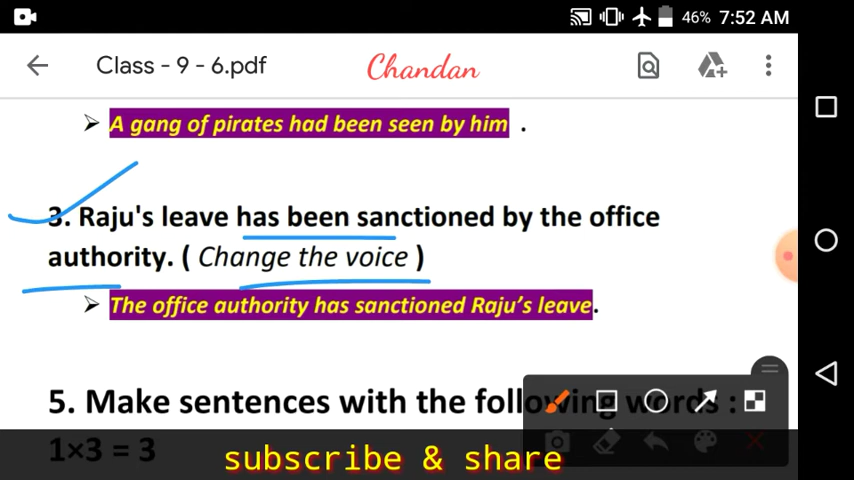 46% 7:52 AM
Class - 9 - 6.pdf Chandan
➢ A gang of pirates had been seen by him .
3. Raju's leave has been sanctioned by the office
authority. ( Change the voice )
➢ The office authority has sanctioned Raju’s leave.
5. Make sentences with the following words :
1×3 = 3
subscribe & share